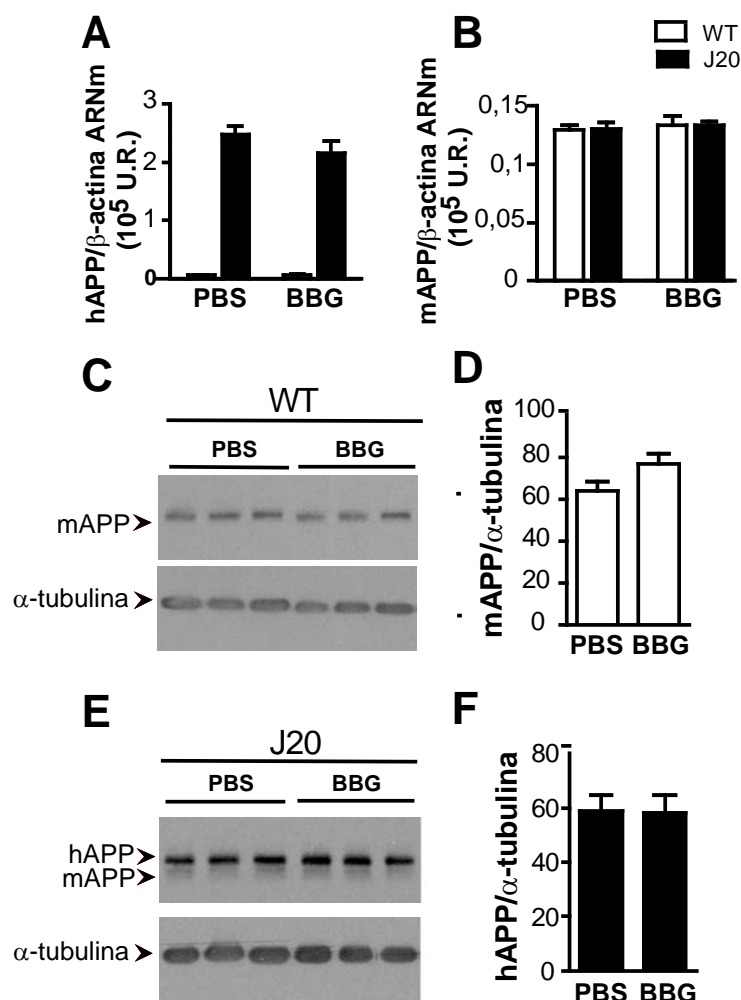 A
hAPP/β-actina ARNm
(10⁵ U.R.)
3
2
1
0
PBS
BBG
B
WT
J20
mAPP/β-actina ARNm
(10⁵ U.R.)
0,15
0,1
0,05
0
PBS
BBG
C
WT
PBS
BBG
mAPP
α-tubulina
D
mAPP/α-tubulina
100
80
60
40
20
0
PBS BBG
E
J20
PBS
BBG
hAPP
mAPP
α-tubulina
F
hAPP/α-tubulina
80
60
40
20
0
PBS BBG